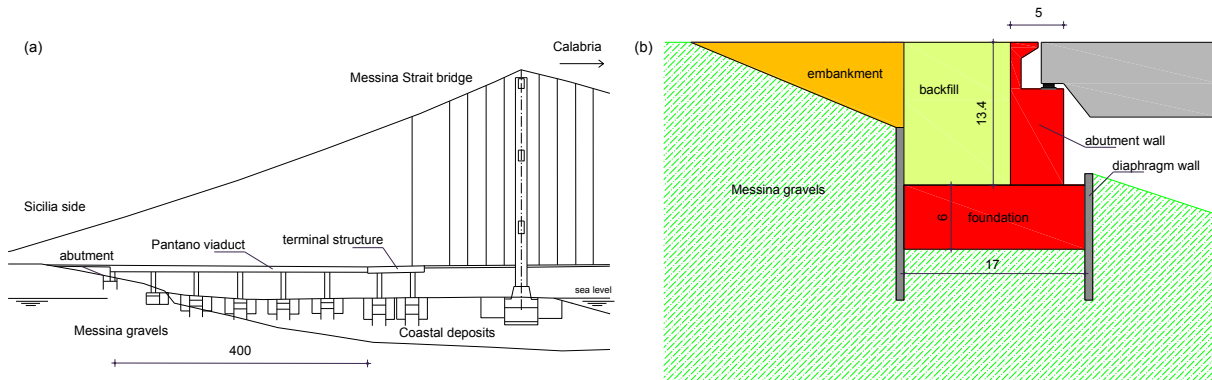 (a)
Calabria
Messina Strait bridge
Sicilia side
abutment
Pantano viaduct
terminal structure
sea level
Messina gravels
Coastal deposits
400
(b)
5
embankment
backfill
13.4
abutment wall
diaphragm wall
Messina gravels
6
foundation
17